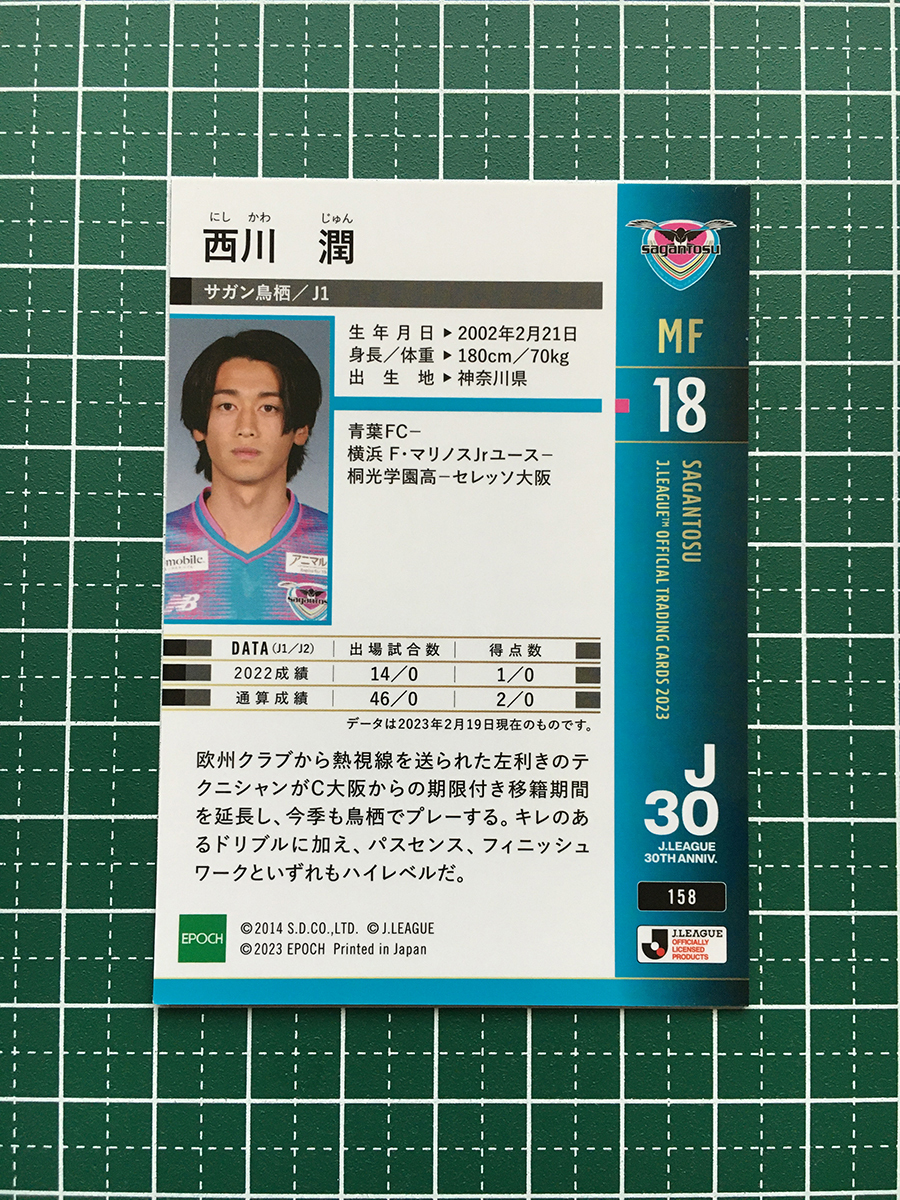 にし かわ じゅん
西川 潤
サガン鳥栖／J1
生年月日▶2002年2月21日
身長／体重▶180cm／70kg
出生地▶神奈川県
青葉FC−
横浜 F・マリノスJrユース−
桐光学園高−セレッソ大阪
mobile.
アニマル
NB
sagantosu
DATA(J1／J2) 出場試合数 得点数
2022成績 14／0 1／0
通算成績 46／0 2／0
データは2023年2月19日現在のものです。
欧州クラブから熱視線を送られた左利きのテ
クニシャンがC大阪からの期限付き移籍期間
を延長し、今季も鳥栖でプレーする。キレのあ
るドリブルに加え、パスセンス、フィニッシュ
ワークといずれもハイレベルだ。
EPOCH
©2014 S.D.CO.,LTD. ©J.LEAGUE
©2023 EPOCH Printed in Japan
sagantosu
MF
18
SAGANTOSU
J.LEAGUE™ OFFICIAL TRADING CARDS 2023
J
30
J.LEAGUE
30TH ANNIV.
158
J.LEAGUE
OFFICIALLY
LICENSED
PRODUCTS